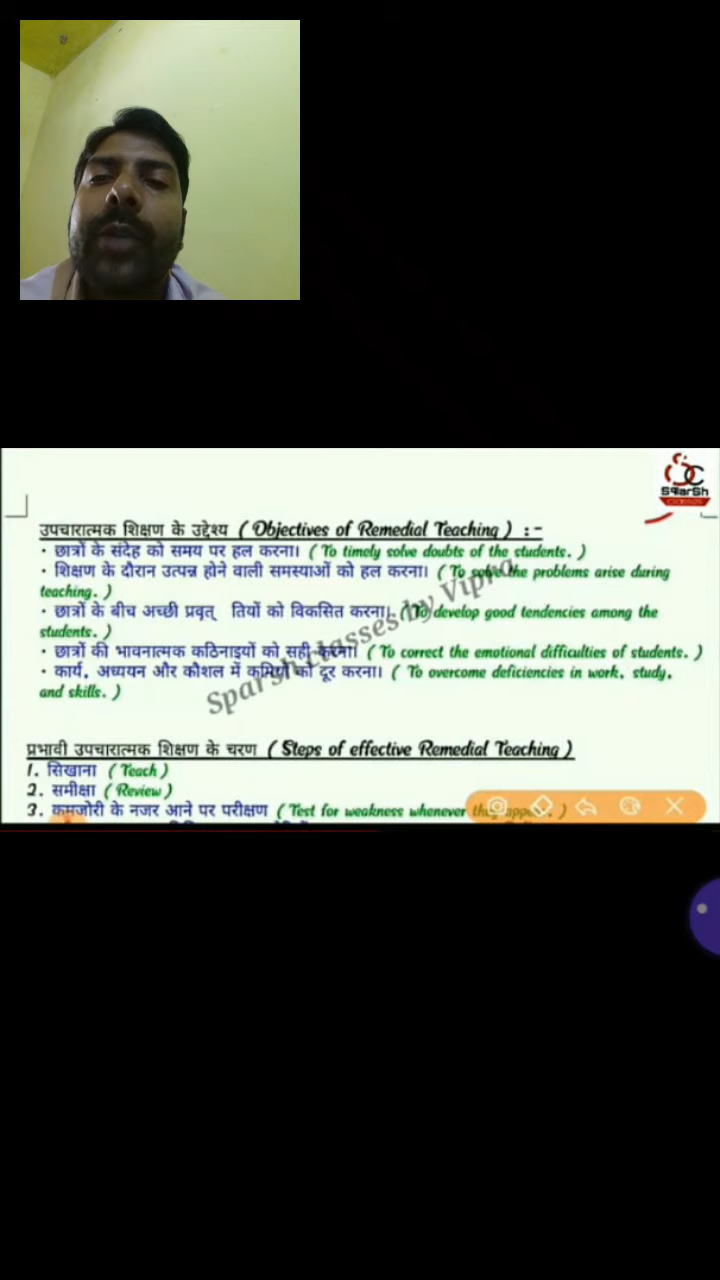 SparSh
उपचारात्मक शिक्षण के उद्देश्य ( Objectives of Remedial Teaching ) :-
• छात्रों के संदेह को समय पर हल करना। ( To timely solve doubts of the students. )
• शिक्षण के दौरान उत्पन्न होने वाली समस्याओं को हल करना। ( To solve the problems arise during
teaching. )
• छात्रों के बीच अच्छी प्रवृत् तियों को विकसित करना। ( To develop good tendencies among the
students. )
• छात्रों की भावनात्मक कठिनाइयों को सही करना। ( To correct the emotional difficulties of students. )
• कार्य, अध्ययन और कौशल में कमियों को दूर करना। ( To overcome deficiencies in work, study,
and skills. )
Sparsh Classes by Vipra
प्रभावी उपचारात्मक शिक्षण के चरण ( Steps of effective Remedial Teaching )
1. सिखाना ( Teach )
2. समीक्षा ( Review )
3. कमजोरी के नजर आने पर परीक्षण ( Test for weakness whenever they )